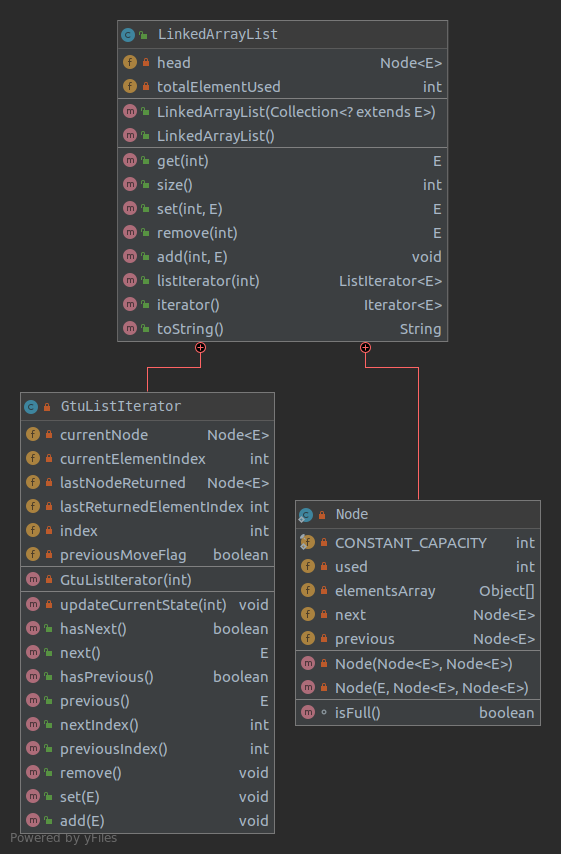 LinkedArrayList
head Node<E>
totalElementUsed int
LinkedArrayList(Collection<? extends E>)
LinkedArrayList()
get(int) E
size() int
set(int, E) E
remove(int) E
add(int, E) void
listIterator(int) ListIterator<E>
iterator() Iterator<E>
toString() String
GtuListIterator
currentNode Node<E>
currentElementIndex int
lastNodeReturned Node<E>
lastReturnedElementIndex int
index int
previousMoveFlag boolean
GtuListIterator(int)
updateCurrentState(int) void
hasNext() boolean
next() E
hasPrevious() boolean
previous() E
nextIndex() int
previousIndex() int
remove() void
set(E) void
add(E) void
Node
CONSTANT_CAPACITY int
used int
elementsArray Object[]
next Node<E>
previous Node<E>
Node(Node<E>, Node<E>)
Node(E, Node<E>, Node<E>)
isFull() boolean
Powered by yFiles